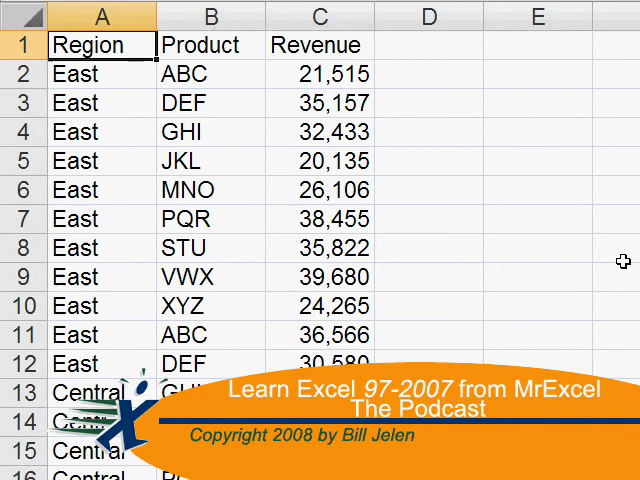 A B C D E
1 Region Product Revenue
2 East ABC 21,515
3 East DEF 35,157
4 East GHI 32,433
5 East JKL 20,135
6 East MNO 26,106
7 East PQR 38,455
8 East STU 35,822
9 East VWX 39,680
10 East XYZ 24,265
11 East ABC 36,566
12 East DEF 30,580
13 Central
14
15 Central
16 Central
Learn Excel 97-2007 from MrExcel
The Podcast
Copyright 2008 by Bill Jelen